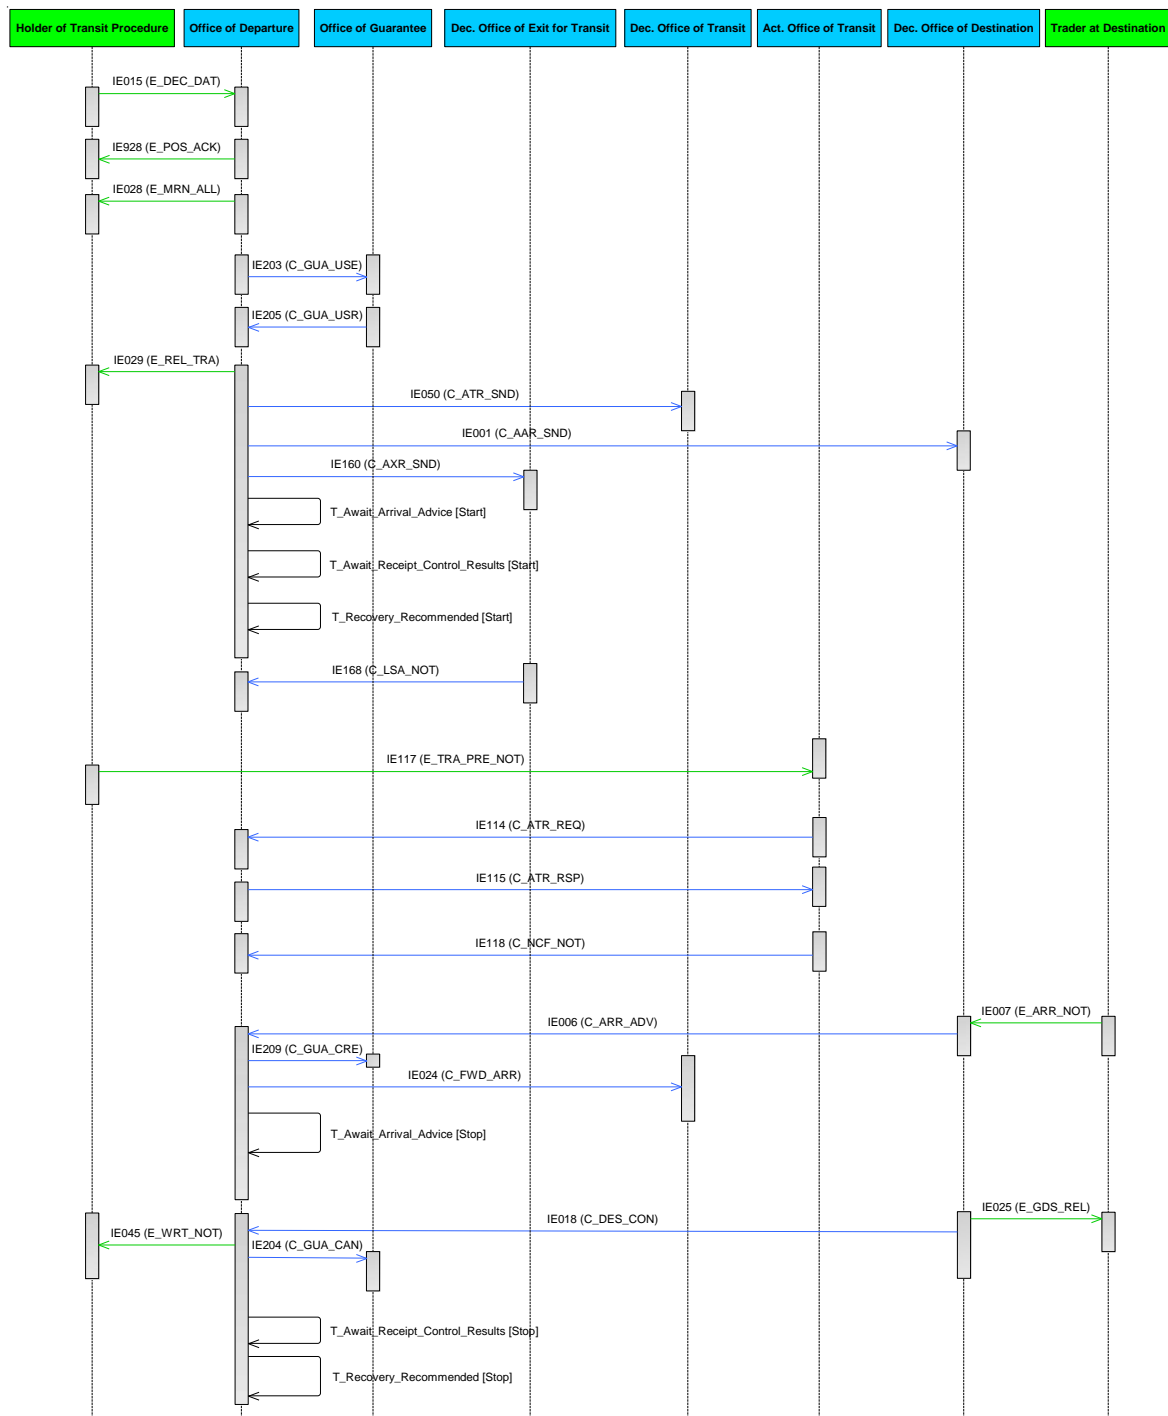 Holder of Transit Procedure
Office of Departure
Office of Guarantee
Dec. Office of Exit for Transit
Dec. Office of Transit
Act. Office of Transit
Dec. Office of Destination
Trader at Destination
IE015 (E_DEC_DAT)
IE928 (E_POS_ACK)
IE028 (E_MRN_ALL)
IE203 (C_GUA_USE)
IE205 (C_GUA_USR)
IE029 (E_REL_TRA)
IE050 (C_ATR_SND)
IE001 (C_AAR_SND)
IE160 (C_AXR_SND)
T_Await_Arrival_Advice [Start]
T_Await_Receipt_Control_Results [Start]
T_Recovery_Recommended [Start]
IE168 (C_LSA_NOT)
IE117 (E_TRA_PRE_NOT)
IE114 (C_ATR_REQ)
IE115 (C_ATR_RSP)
IE118 (C_NCF_NOT)
IE007 (E_ARR_NOT)
IE006 (C_ARR_ADV)
IE209 (C_GUA_CRE)
IE024 (C_FWD_ARR)
T_Await_Arrival_Advice [Stop]
IE025 (E_GDS_REL)
IE018 (C_DES_CON)
IE045 (E_WRT_NOT)
IE204 (C_GUA_CAN)
T_Await_Receipt_Control_Results [Stop]
T_Recovery_Recommended [Stop]